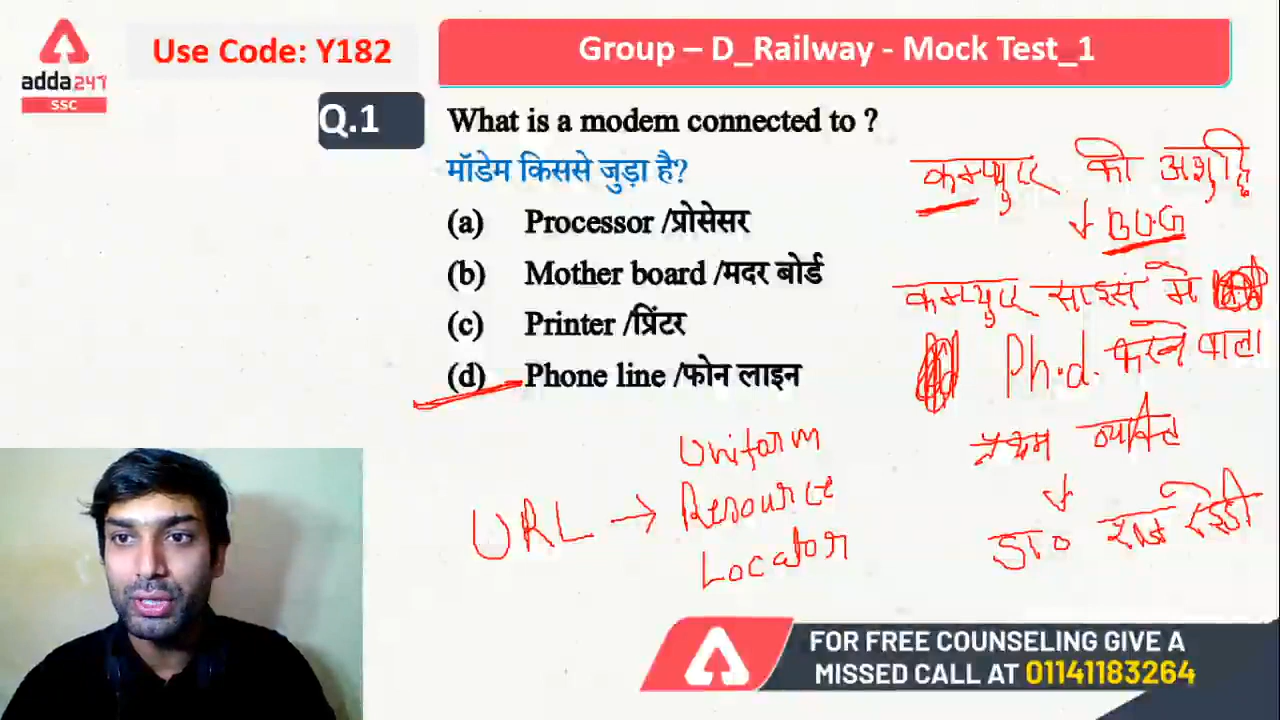 adda247
SSC
Use Code: Y182
Group – D_Railway - Mock Test_1
Q.1
What is a modem connected to ?
मॉडेम किससे जुड़ा है?
(a) Processor /प्रोसेसर
(b) Mother board /मदर बोर्ड
(c) Printer /प्रिंटर
(d) Phone line /फोन लाइन
कम्प्युटर की अशुद्धि
↓ BUG
कम्प्युटर साइंस मे
Ph.d. करने वाला
प्रथम व्यक्ति
↓
डा० राज रेड्डी
URL → Uniform
Resource
Locator
FOR FREE COUNSELING GIVE A
MISSED CALL AT 01141183264